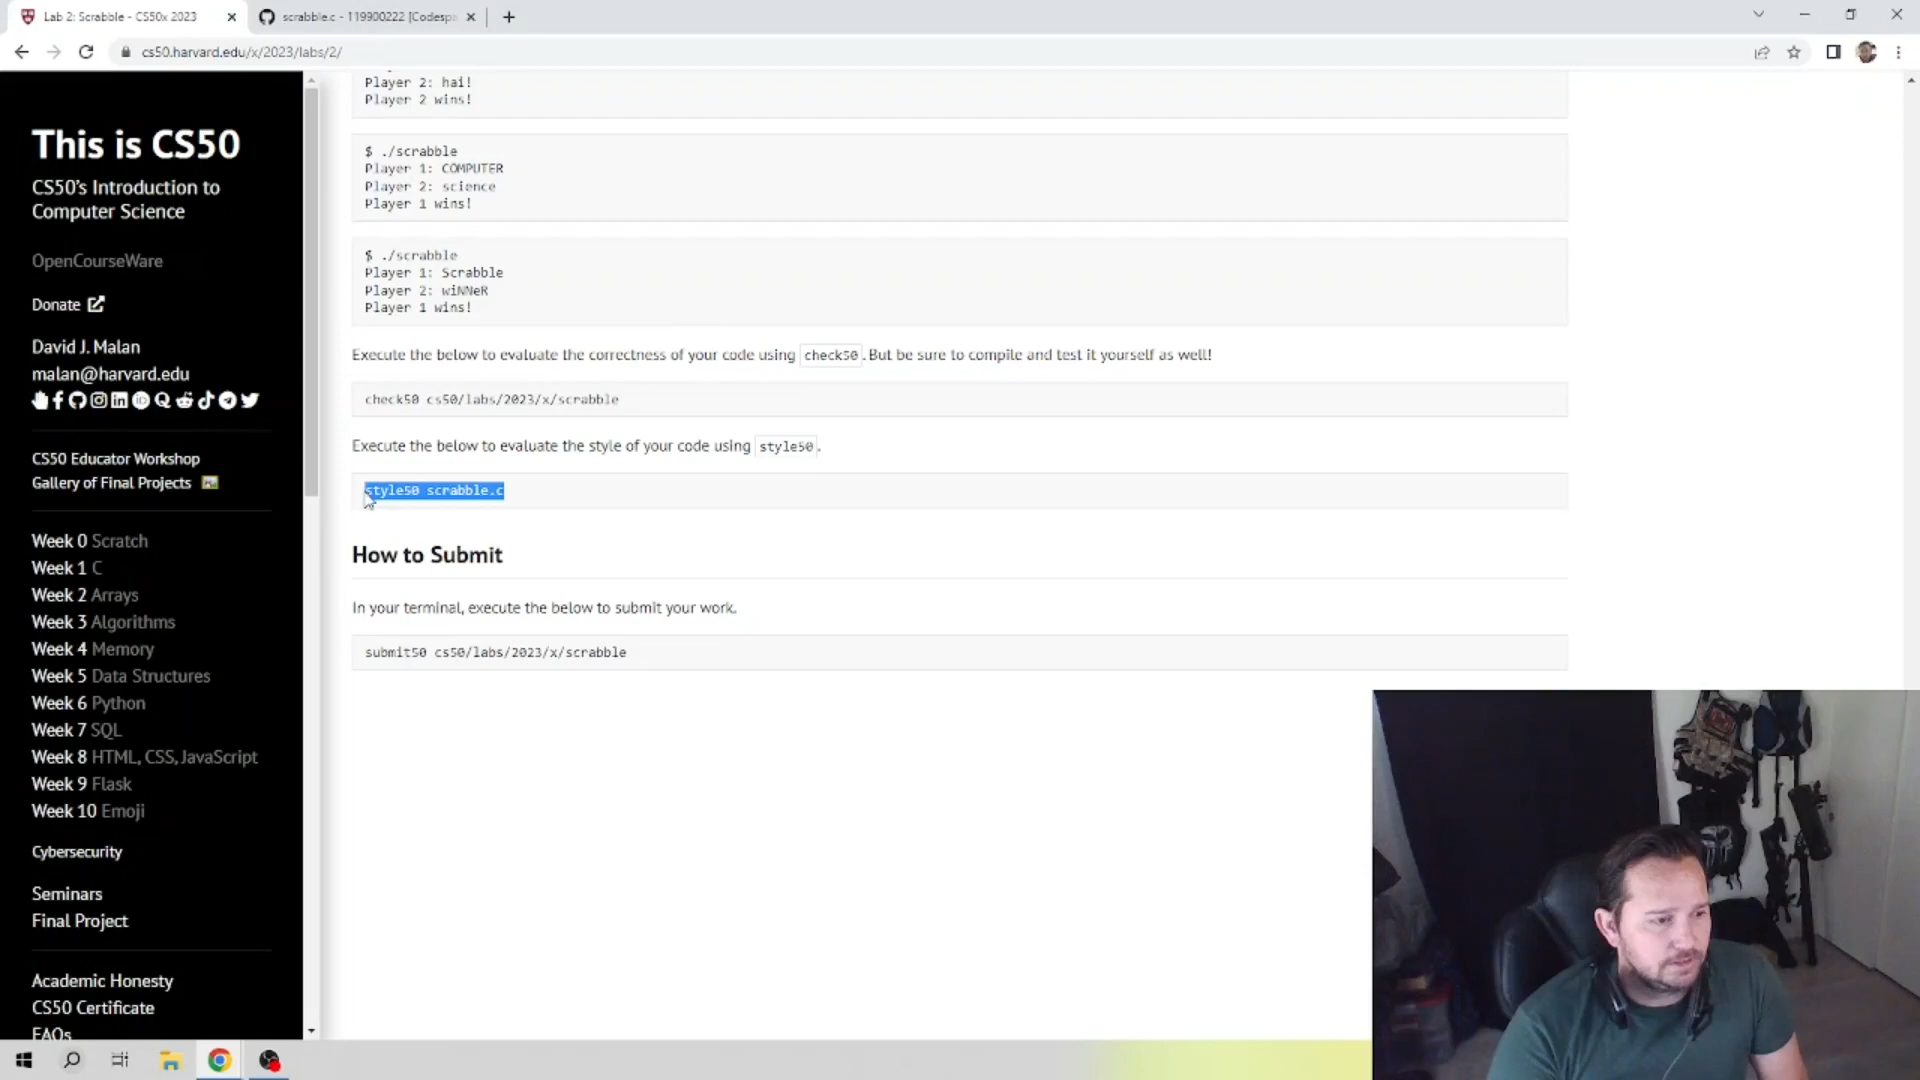 Lab 2: Scrabble - CS50x 2023
scrabble.c - 119900222 [Codesp
cs50.harvard.edu/x/2023/labs/2/
This is CS50
CS50's Introduction to
Computer Science
OpenCourseWare
Donate
David J. Malan
malan@harvard.edu
CS50 Educator Workshop
Gallery of Final Projects
Week 0 Scratch
Week 1 C
Week 2 Arrays
Week 3 Algorithms
Week 4 Memory
Week 5 Data Structures
Week 6 Python
Week 7 SQL
Week 8 HTML, CSS, JavaScript
Week 9 Flask
Week 10 Emoji
Cybersecurity
Seminars
Final Project
Academic Honesty
CS50 Certificate
FAQs
Player 2: hai!
Player 2 wins!
$ ./scrabble
Player 1: COMPUTER
Player 2: science
Player 1 wins!
$ ./scrabble
Player 1: Scrabble
Player 2: wiNNeR
Player 1 wins!
Execute the below to evaluate the correctness of your code using check50. But be sure to compile and test it yourself as well!
check50 cs50/labs/2023/x/scrabble
Execute the below to evaluate the style of your code using style50.
style50 scrabble.c
How to Submit
In your terminal, execute the below to submit your work.
submit50 cs50/labs/2023/x/scrabble